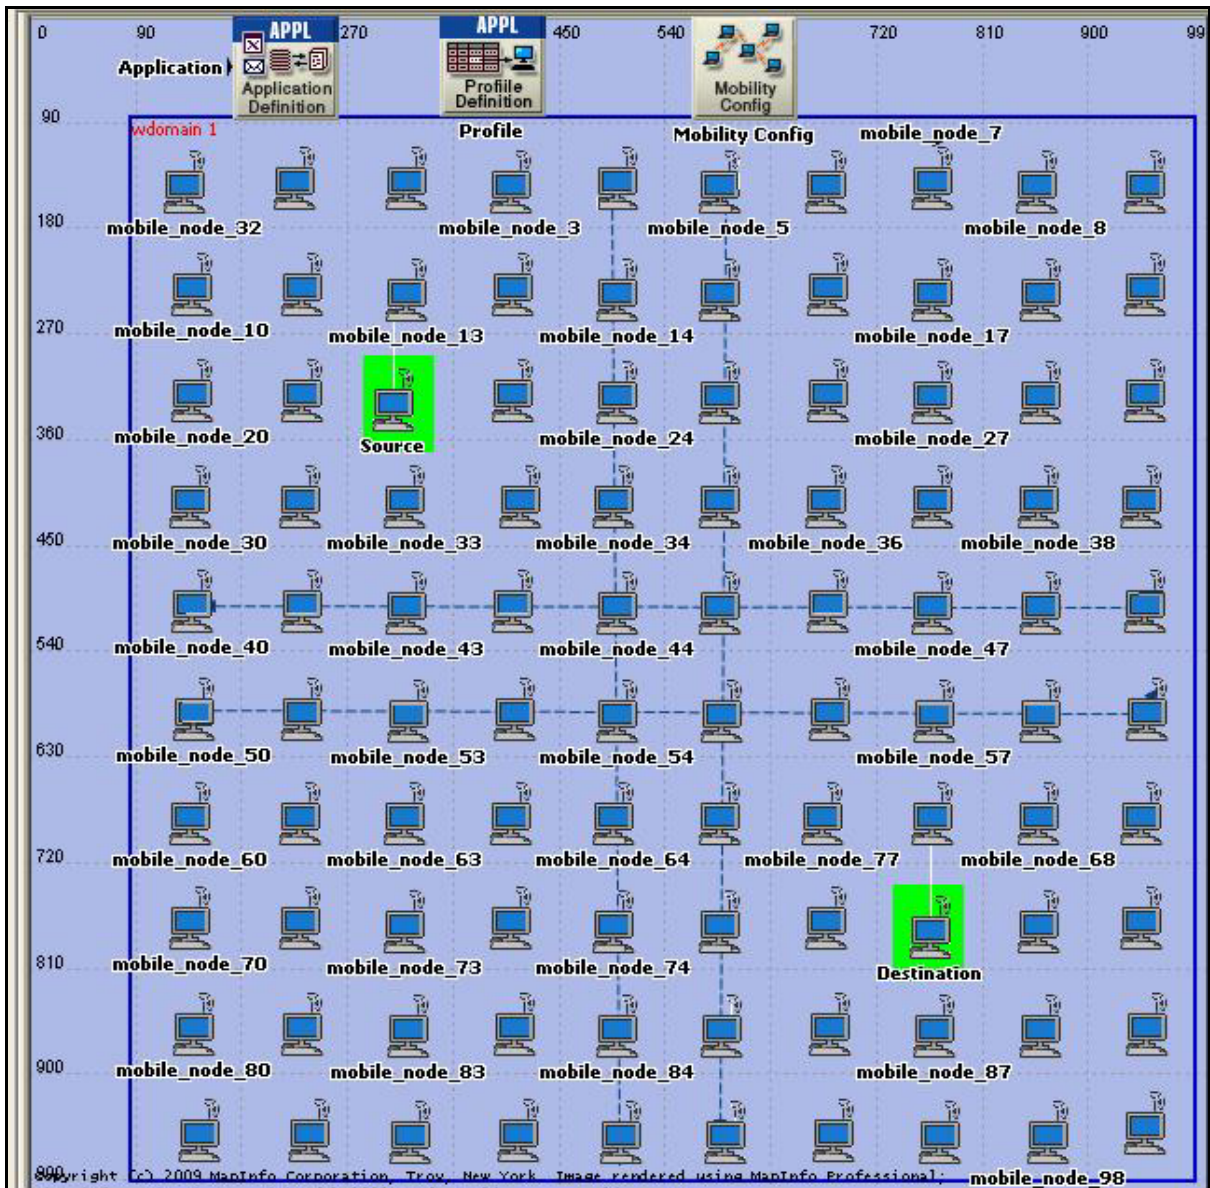 0 90 270 450 540 720 810 900 99
APPL
APPL
Application
Application
Definition
Profiile
Definition
Mobility
Config
90
wdomain 1
Profile
Mobility Config
mobile_node_7
180
mobile_node_32 mobile_node_3 mobile_node_5 mobile_node_8
270
mobile_node_10 mobile_node_13 mobile_node_14 mobile_node_17
360
mobile_node_20 mobile_node_24 mobile_node_27
Source
450
mobile_node_30 mobile_node_33 mobile_node_34 mobile_node_36 mobile_node_38
540
mobile_node_40 mobile_node_43 mobile_node_44 mobile_node_47
630
mobile_node_50 mobile_node_53 mobile_node_54 mobile_node_57
720
mobile_node_60 mobile_node_63 mobile_node_64 mobile_node_77 mobile_node_68
810
mobile_node_70 mobile_node_73 mobile_node_74
Destination
900
mobile_node_80 mobile_node_83 mobile_node_84 mobile_node_87
Copyright (c) 2009 MapInfo Corporation, Troy, New York. Image rendered using MapInfo Professional;
mobile_node_98